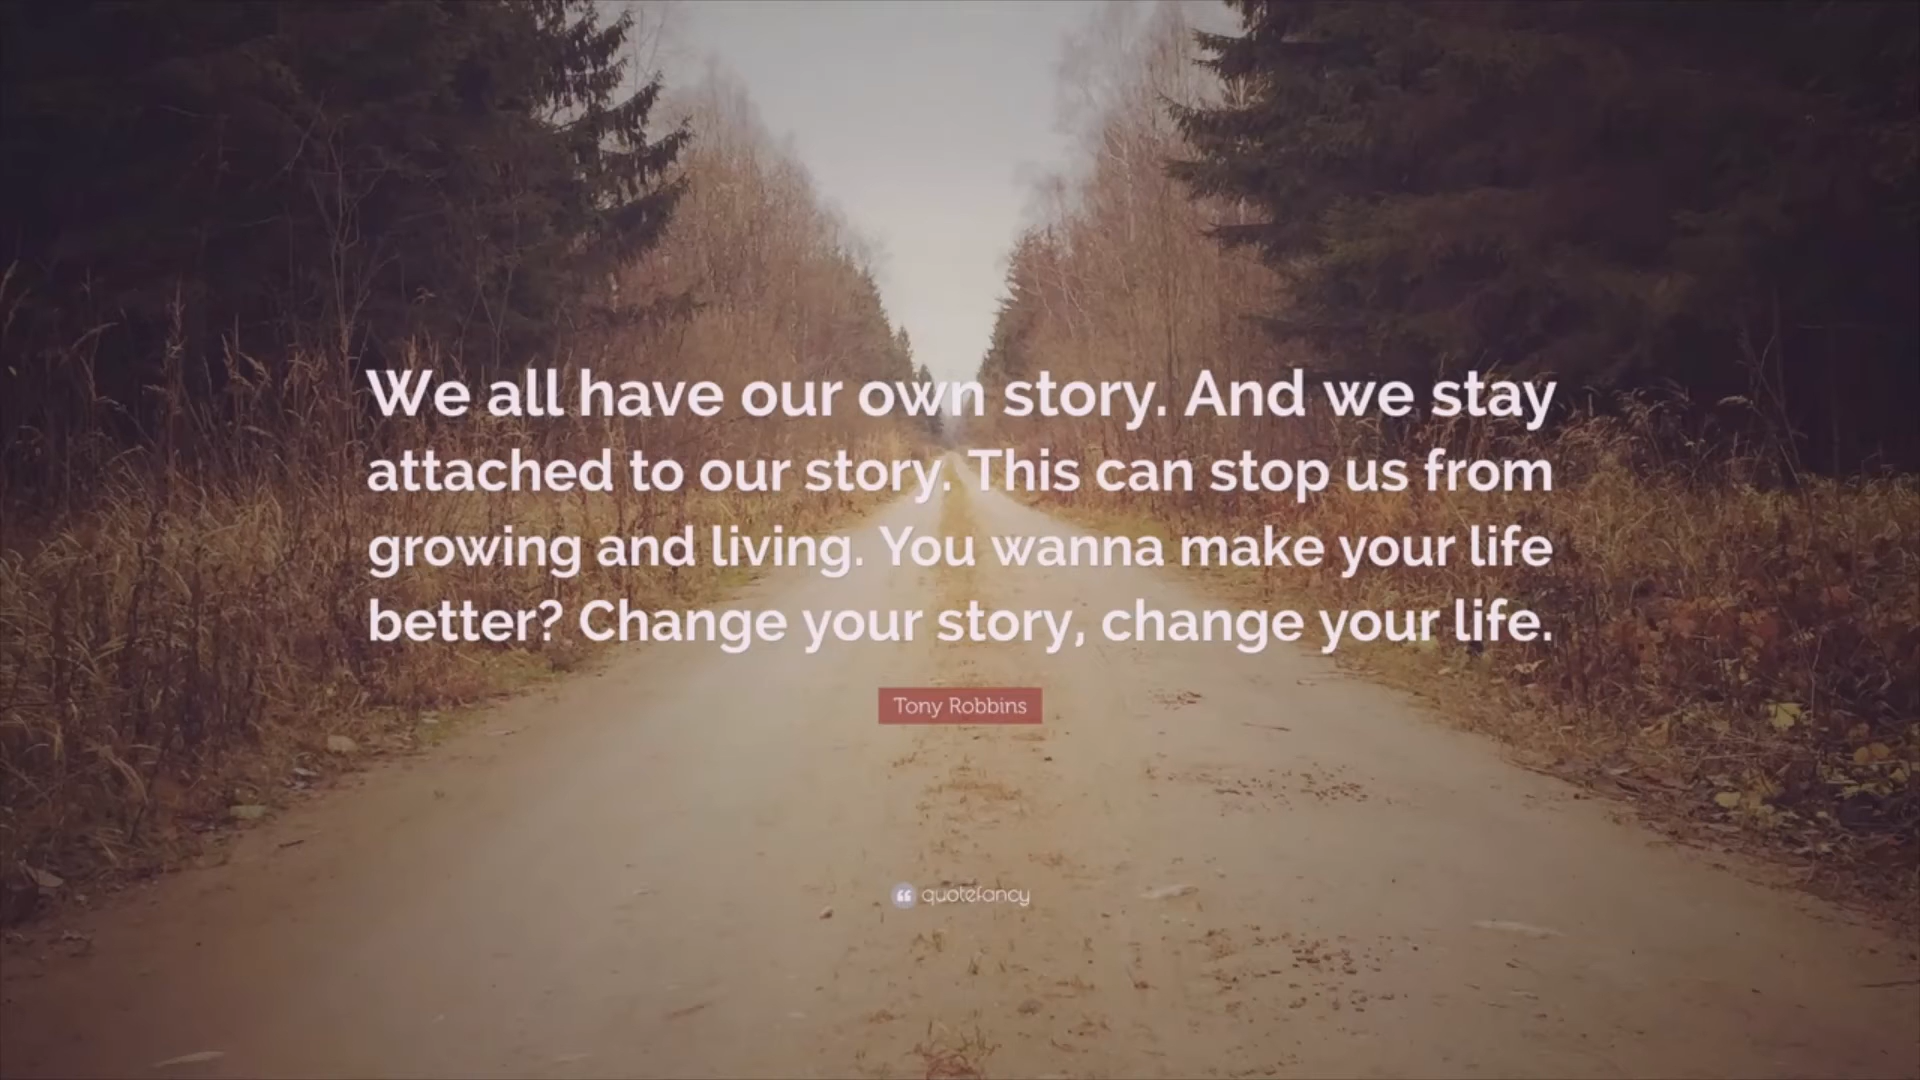 We all have our own story. And we stay
attached to our story. This can stop us from
growing and living. You wanna make your life
better? Change your story, change your life.
Tony Robbins
quotefancy